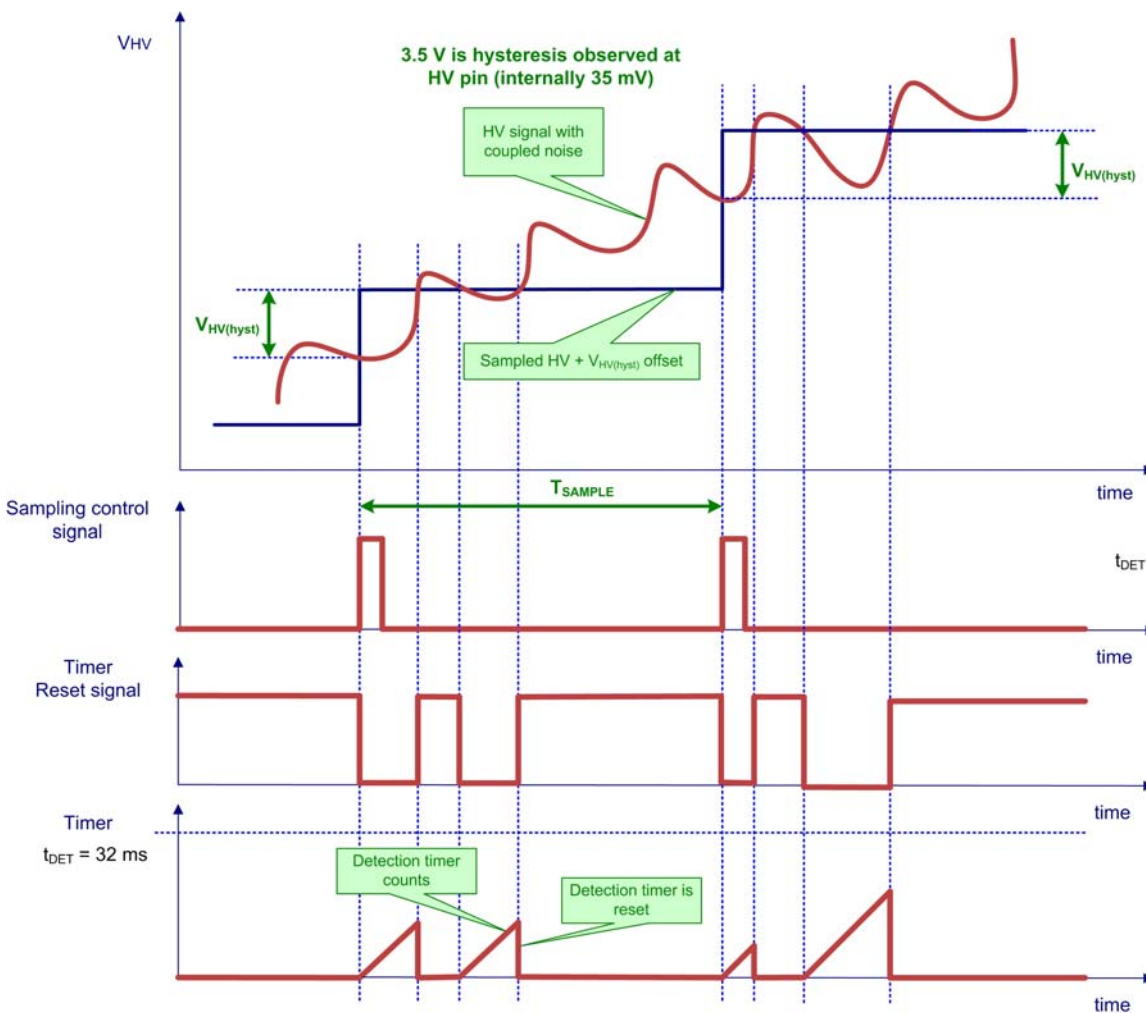 VHV
3.5 V is hysteresis observed at
HV pin (internally 35 mV)
HV signal with
coupled noise
VHV(hyst)
VHV(hyst)
Sampled HV + VHV(hyst) offset
time
TSAMPLE
Sampling control
signal
tDET
time
Timer
Reset signal
time
Timer
tDET = 32 ms
Detection timer
counts
Detection timer is
reset
time